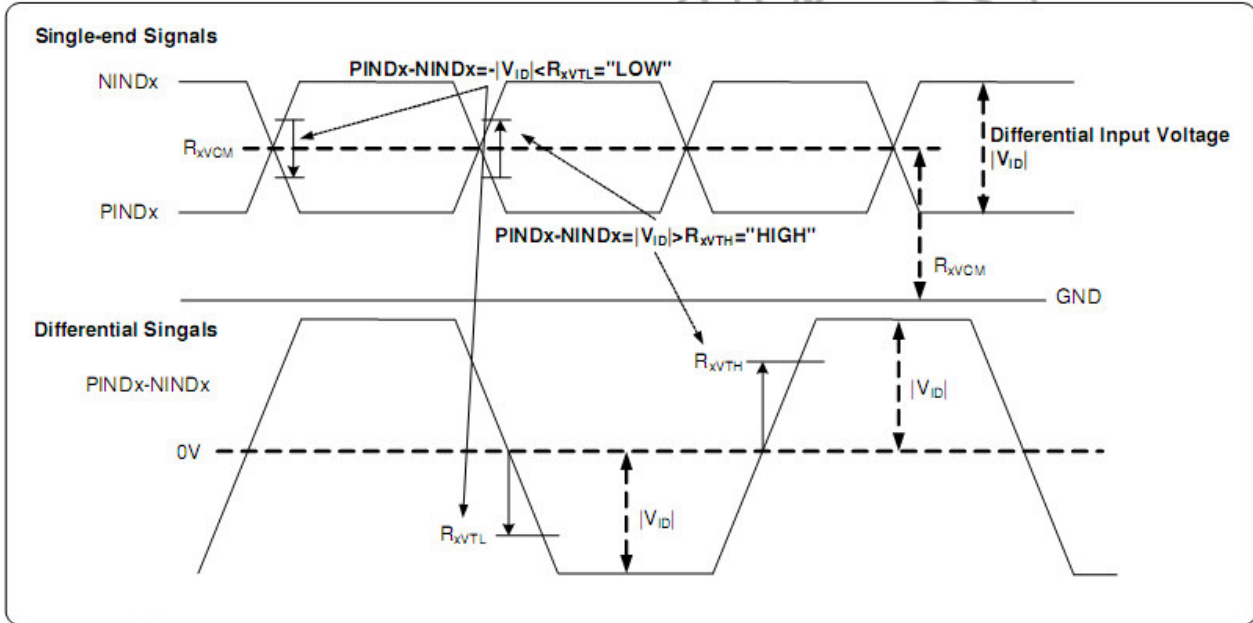 Single-end Signals
PINDx-NINDx=-|VID|<RxVTL="LOW"
NINDx
RxVCM
Differential Input Voltage
|VID|
PINDx
PINDx-NINDx=|VID|>RxVTH="HIGH"
RxVCM
GND
Differential Singals
RxVTH
PINDx-NINDx
|VID|
0V
|VID|
RxVTL